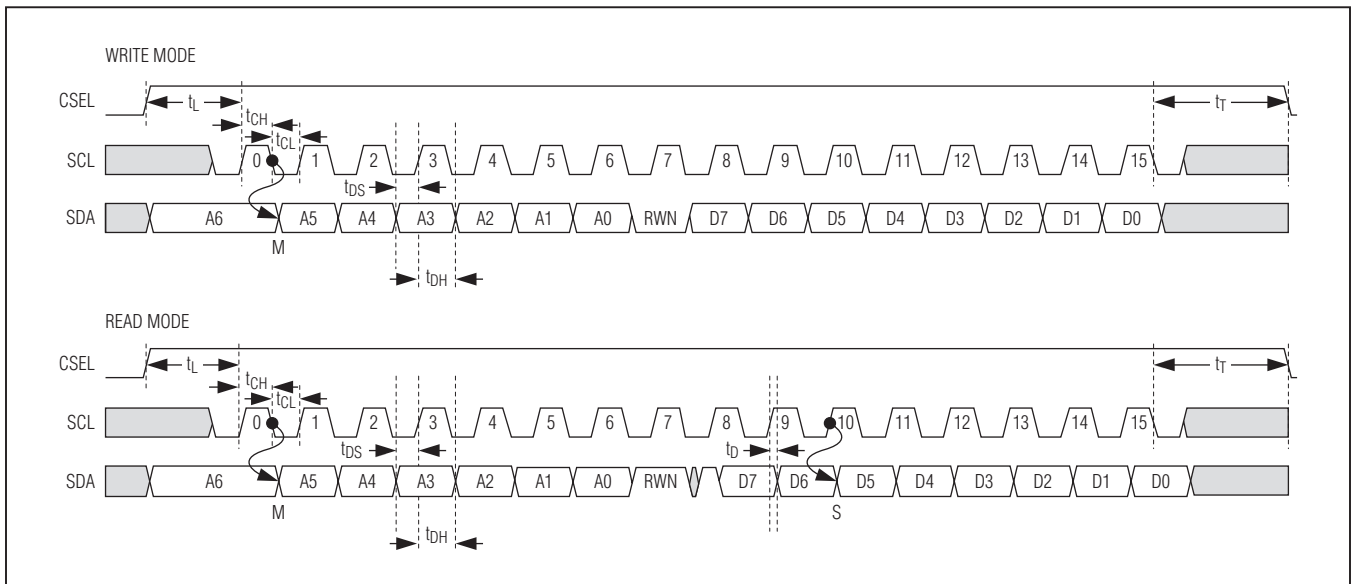 WRITE MODE
CSEL tL tT
tCH
tCL
SCL 0 1 2 3 4 5 6 7 8 9 10 11 12 13 14 15
tDS
SDA A6 A5 A4 A3 A2 A1 A0 RWN D7 D6 D5 D4 D3 D2 D1 D0
M
tDH
READ MODE
CSEL tL tT
tCH
tCL
SCL 0 1 2 3 4 5 6 7 8 9 10 11 12 13 14 15
tDS tD
SDA A6 A5 A4 A3 A2 A1 A0 RWN D7 D6 D5 D4 D3 D2 D1 D0
M S
tDH